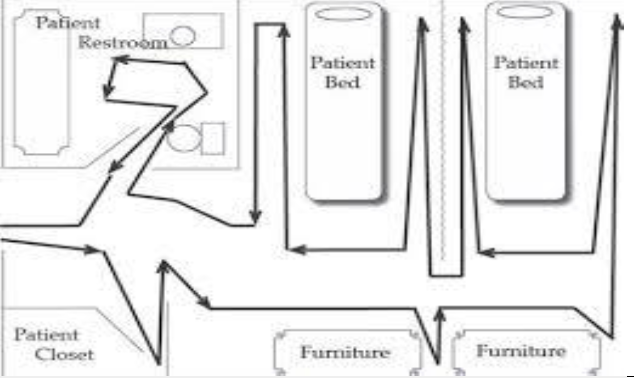 Patient
Restroom
Patient
Bed
Patient
Bed
Patient
Closet
Furniture
Furniture